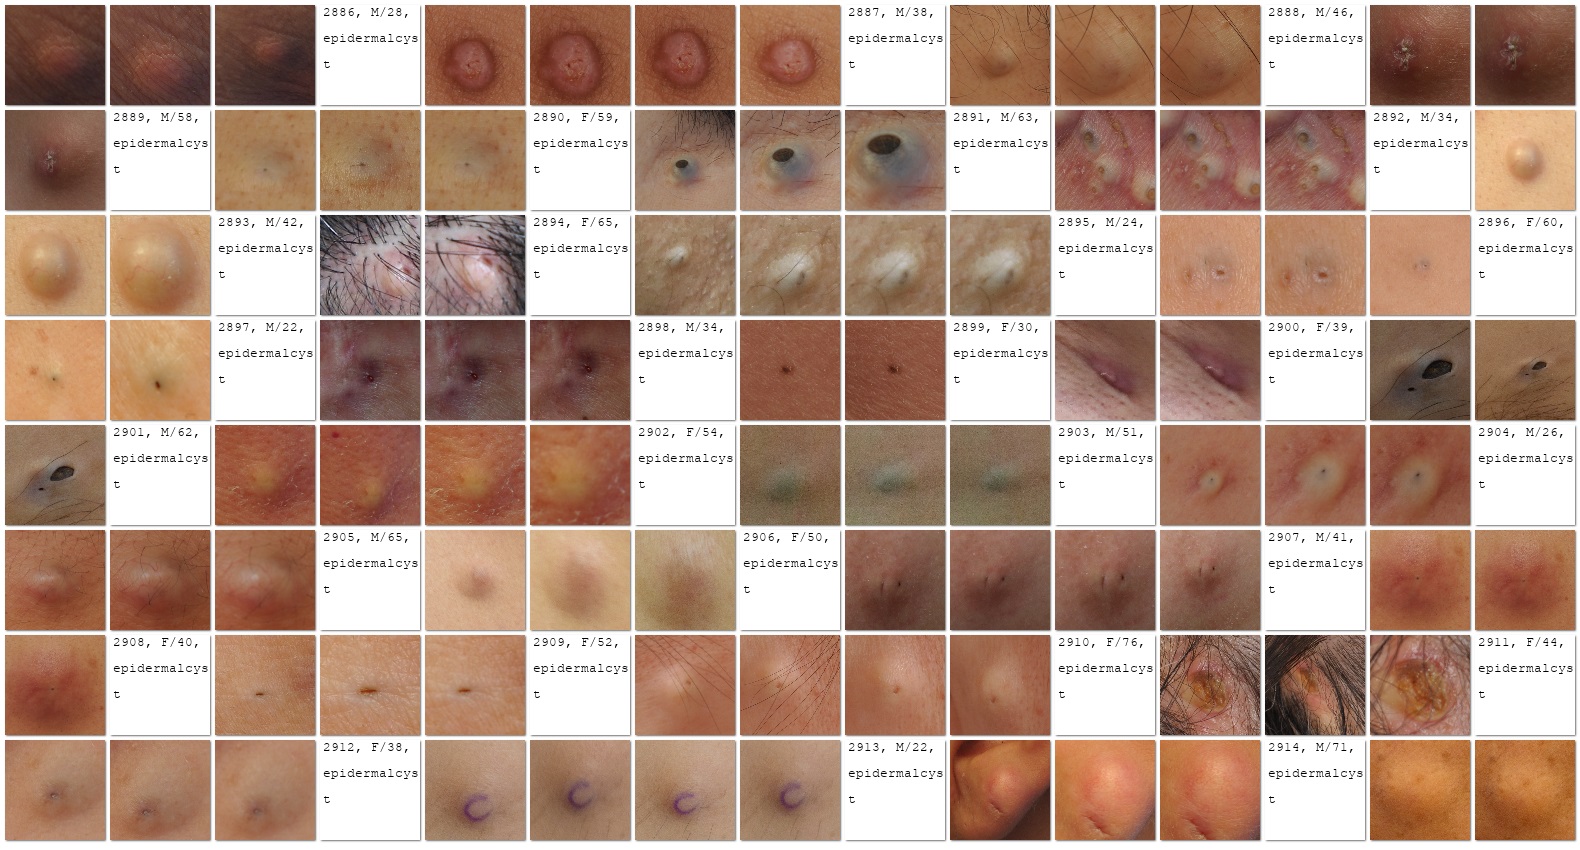 2886, M/28,
epidermalcys
t
2887, M/38,
epidermalcys
t
2888, M/46,
epidermalcys
t
2889, M/58,
epidermalcys
t
2890, F/59,
epidermalcys
t
2891, M/63,
epidermalcys
t
2892, M/34,
epidermalcys
t
2893, M/42,
epidermalcys
t
2894, F/65,
epidermalcys
t
2895, M/24,
epidermalcys
t
2896, F/60,
epidermalcys
t
2897, M/22,
epidermalcys
t
2898, M/34,
epidermalcys
t
2899, F/30,
epidermalcys
t
2900, F/39,
epidermalcys
t
2901, M/62,
epidermalcys
t
2902, F/54,
epidermalcys
t
2903, M/51,
epidermalcys
t
2904, M/26,
epidermalcys
t
2905, M/65,
epidermalcys
t
2906, F/50,
epidermalcys
t
2907, M/41,
epidermalcys
t
2908, F/40,
epidermalcys
t
2909, F/52,
epidermalcys
t
2910, F/76,
epidermalcys
t
2911, F/44,
epidermalcys
t
2912, F/38,
epidermalcys
t
2913, M/22,
epidermalcys
t
2914, M/71,
epidermalcys
t